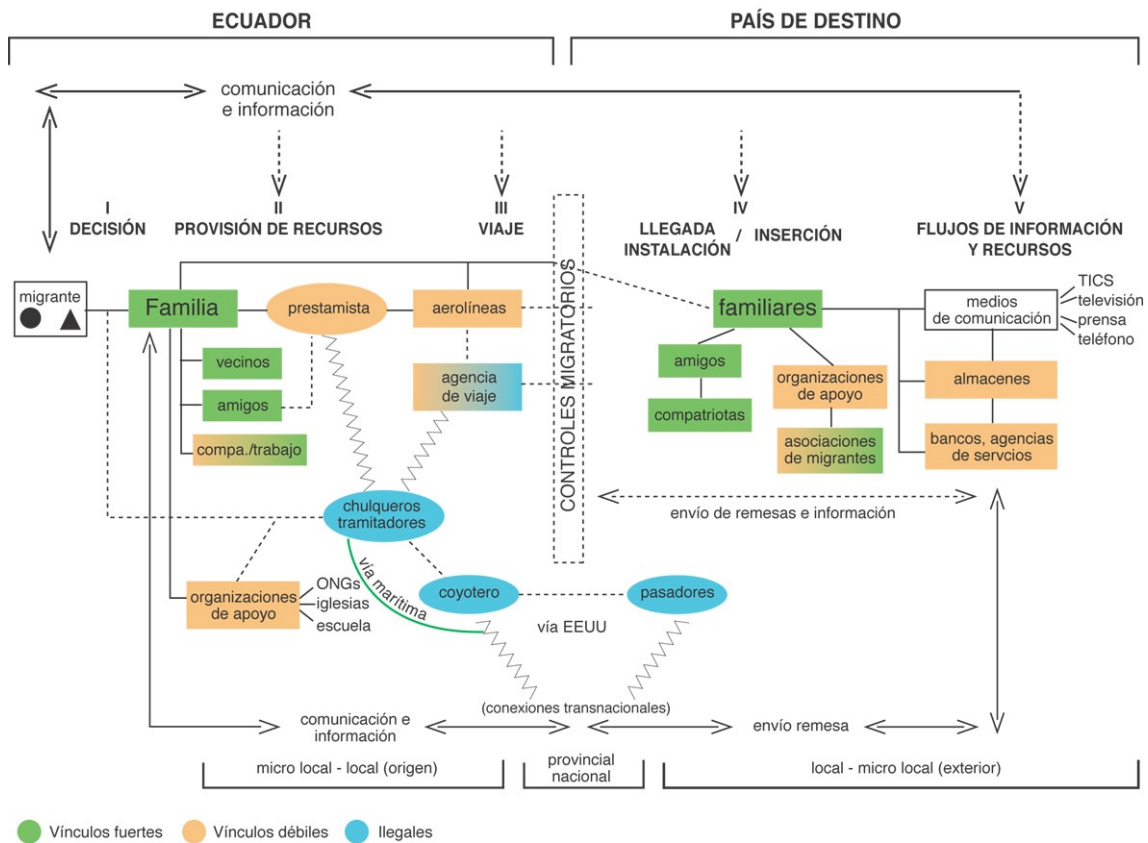 ECUADOR
PAÍS DE DESTINO
comunicación
e información
I
DECISIÓN
II
PROVISIÓN DE RECURSOS
III
VIAJE
IV
LLEGADA
INSTALACIÓN / INSERCIÓN
V
FLUJOS DE INFORMACIÓN
Y RECURSOS
migrante
Familia
prestamista
aerolíneas
CONTROLES MIGRATORIOS
familiares
medios
de comunicación
TICS
televisión
prensa
teléfono
vecinos
amigos
compa./trabajo
agencia
de viaje
amigos
compatriotas
organizaciones
de apoyo
asociaciones
de migrantes
almacenes
bancos, agencias
de servcios
chulqueros
tramitadores
envío de remesas e información
organizaciones
de apoyo
ONGs
iglesias
escuela
vía marítima
coyotero
pasadores
vía EEUU
(conexiones transnacionales)
comunicación e
información
envío remesa
micro local - local (origen)
provincial
nacional
local - micro local (exterior)
Vínculos fuertes
Vínculos débiles
Ilegales